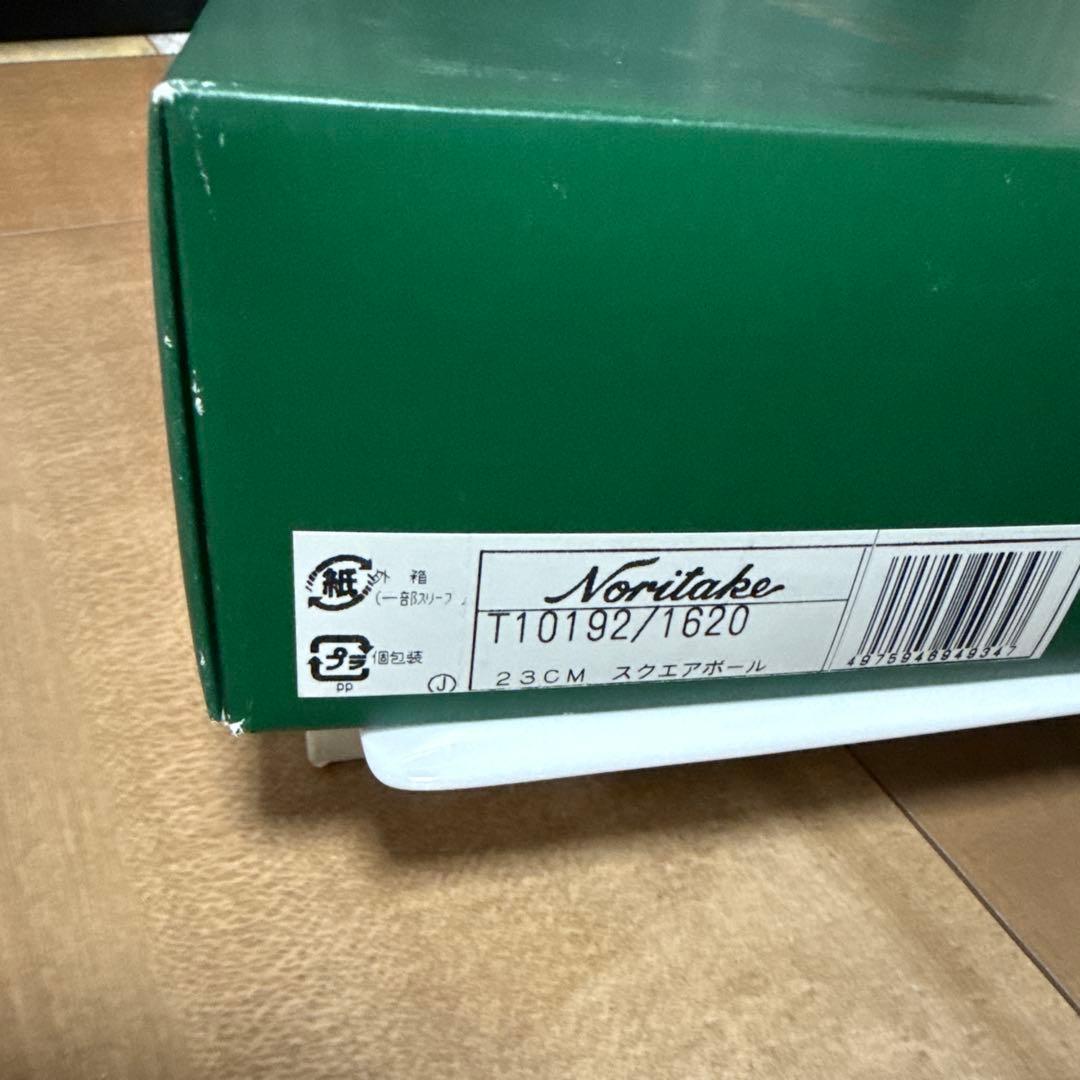 紙
外箱
(一部スリーブ
プラ
個包装
PP
J
Noritake
T10192/1620
23CM スクエアボール
4975946949347